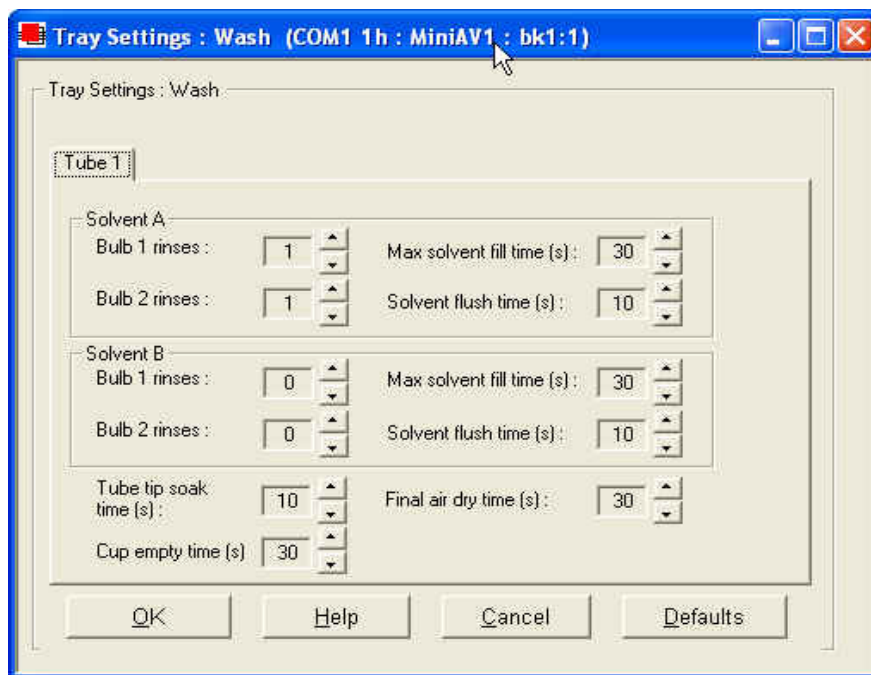 Tray Settings : Wash (COM1 1h : MiniAV1 : bk1:1)
Tray Settings : Wash
Tube 1
Solvent A
Bulb 1 rinses : 1 Max solvent fill time (s) : 30
Bulb 2 rinses : 1 Solvent flush time (s) : 10
Solvent B
Bulb 1 rinses : 0 Max solvent fill time (s) : 30
Bulb 2 rinses : 0 Solvent flush time (s) : 10
Tube tip soak
time (s) : 10 Final air dry time (s) : 30
Cup empty time (s) 30
OK Help Cancel Defaults